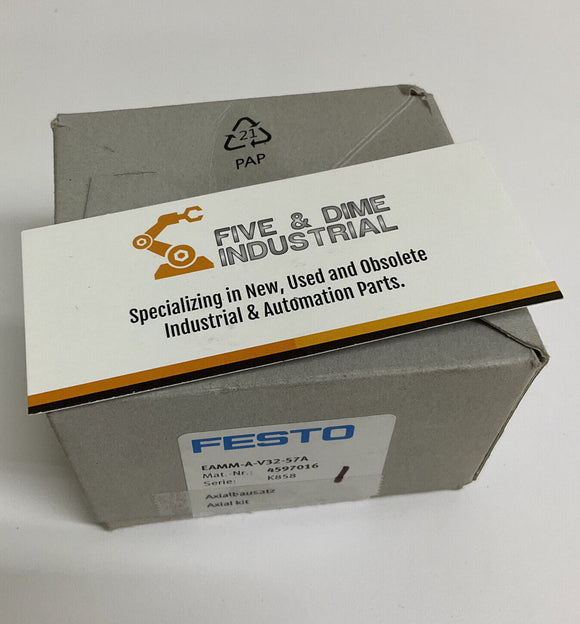 21
PAP
FIVE & DIME
INDUSTRIAL
Specializing in New, Used and Obsolete
Industrial & Automation Parts.
FESTO
EAMM-A-V32-57A
Mat.-Nr.: 4597016
Serie: K858
Axialbausatz
Axial kit